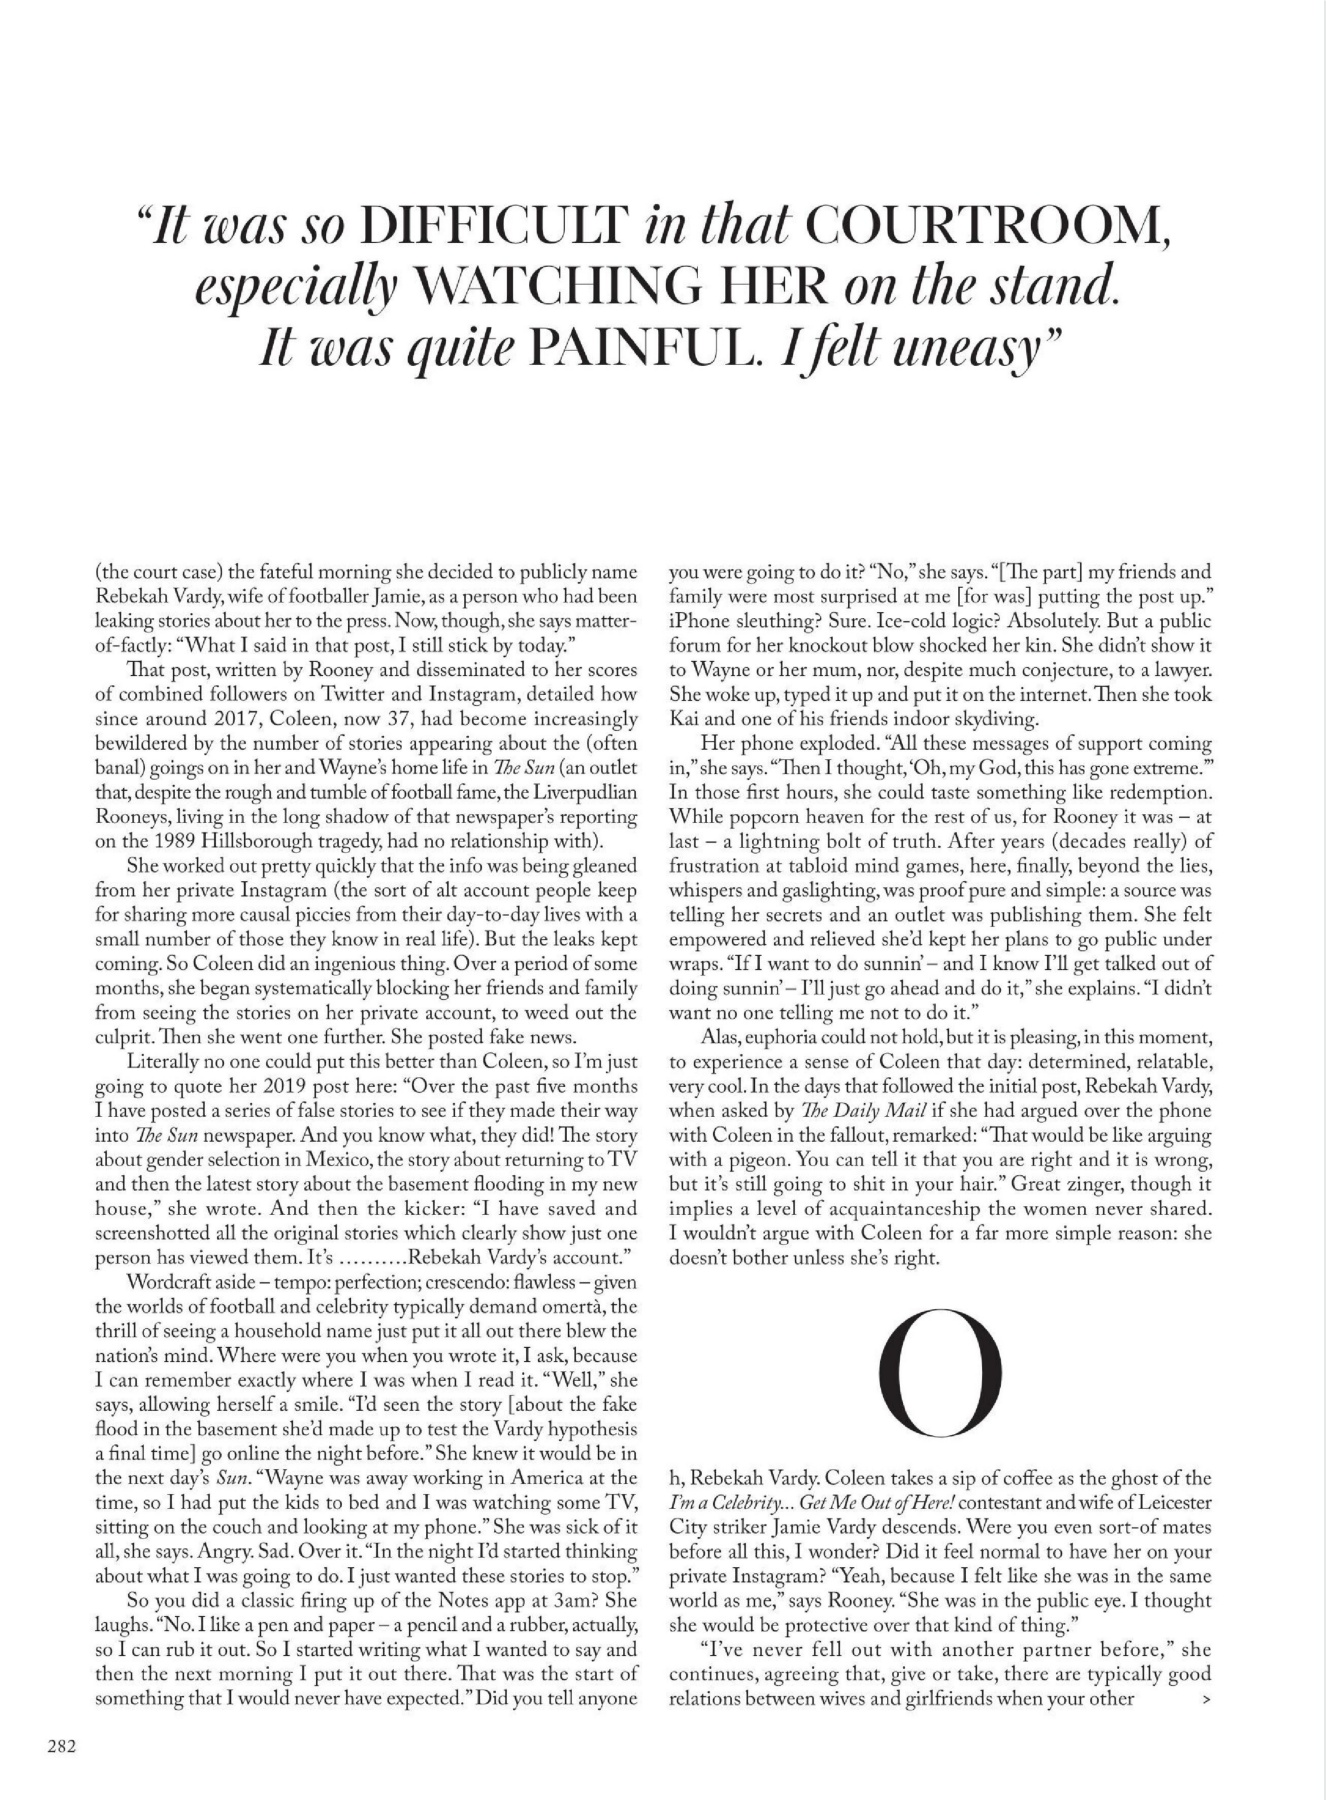 “It was so DIFFICULT in that COURTROOM,
especially WATCHING HER on the stand.
It was quite PAINFUL. I felt uneasy”
(the court case) the fateful morning she decided to publicly name
Rebekah Vardy, wife of footballer Jamie, as a person who had been
leaking stories about her to the press. Now, though, she says matter-
of-factly: “What I said in that post, I still stick by today.”
That post, written by Rooney and disseminated to her scores
of combined followers on Twitter and Instagram, detailed how
since around 2017, Coleen, now 37, had become increasingly
bewildered by the number of stories appearing about the (often
banal) goings on in her and Wayne’s home life in The Sun (an outlet
that, despite the rough and tumble of football fame, the Liverpudlian
Rooneys, living in the long shadow of that newspaper’s reporting
on the 1989 Hillsborough tragedy, had no relationship with).
She worked out pretty quickly that the info was being gleaned
from her private Instagram (the sort of alt account people keep
for sharing more causal piccies from their day-to-day lives with a
small number of those they know in real life). But the leaks kept
coming. So Coleen did an ingenious thing. Over a period of some
months, she began systematically blocking her friends and family
from seeing the stories on her private account, to weed out the
culprit. Then she went one further. She posted fake news.
Literally no one could put this better than Coleen, so I’m just
going to quote her 2019 post here: “Over the past five months
I have posted a series of false stories to see if they made their way
into The Sun newspaper. And you know what, they did! The story
about gender selection in Mexico, the story about returning to TV
and then the latest story about the basement flooding in my new
house,” she wrote. And then the kicker: “I have saved and
screenshotted all the original stories which clearly show just one
person has viewed them. It’s ..........Rebekah Vardy’s account.”
Wordcraft aside – tempo: perfection; crescendo: flawless – given
the worlds of football and celebrity typically demand omertà, the
thrill of seeing a household name just put it all out there blew the
nation’s mind. Where were you when you wrote it, I ask, because
I can remember exactly where I was when I read it. “Well,” she
says, allowing herself a smile. “I’d seen the story [about the fake
flood in the basement she’d made up to test the Vardy hypothesis
a final time] go online the night before.” She knew it would be in
the next day’s Sun. “Wayne was away working in America at the
time, so I had put the kids to bed and I was watching some TV,
sitting on the couch and looking at my phone.” She was sick of it
all, she says. Angry. Sad. Over it. “In the night I’d started thinking
about what I was going to do. I just wanted these stories to stop.”
So you did a classic firing up of the Notes app at 3am? She
laughs. “No. I like a pen and paper – a pencil and a rubber, actually,
so I can rub it out. So I started writing what I wanted to say and
then the next morning I put it out there. That was the start of
something that I would never have expected.” Did you tell anyone
you were going to do it? “No,” she says. “[The part] my friends and
family were most surprised at me [for was] putting the post up.”
iPhone sleuthing? Sure. Ice-cold logic? Absolutely. But a public
forum for her knockout blow shocked her kin. She didn’t show it
to Wayne or her mum, nor, despite much conjecture, to a lawyer.
She woke up, typed it up and put it on the internet. Then she took
Kai and one of his friends indoor skydiving.
Her phone exploded. “All these messages of support coming
in,” she says. “Then I thought, ‘Oh, my God, this has gone extreme.’”
In those first hours, she could taste something like redemption.
While popcorn heaven for the rest of us, for Rooney it was – at
last – a lightning bolt of truth. After years (decades really) of
frustration at tabloid mind games, here, finally, beyond the lies,
whispers and gaslighting, was proof pure and simple: a source was
telling her secrets and an outlet was publishing them. She felt
empowered and relieved she’d kept her plans to go public under
wraps. “If I want to do sunnin’ – and I know I’ll get talked out of
doing sunnin’ – I’ll just go ahead and do it,” she explains. “I didn’t
want no one telling me not to do it.”
Alas, euphoria could not hold, but it is pleasing, in this moment,
to experience a sense of Coleen that day: determined, relatable,
very cool. In the days that followed the initial post, Rebekah Vardy,
when asked by The Daily Mail if she had argued over the phone
with Coleen in the fallout, remarked: “That would be like arguing
with a pigeon. You can tell it that you are right and it is wrong,
but it’s still going to shit in your hair.” Great zinger, though it
implies a level of acquaintanceship the women never shared.
I wouldn’t argue with Coleen for a far more simple reason: she
doesn’t bother unless she’s right.
O
h, Rebekah Vardy. Coleen takes a sip of coffee as the ghost of the
I’m a Celebrity... Get Me Out of Here! contestant and wife of Leicester
City striker Jamie Vardy descends. Were you even sort-of mates
before all this, I wonder? Did it feel normal to have her on your
private Instagram? “Yeah, because I felt like she was in the same
world as me,” says Rooney. “She was in the public eye. I thought
she would be protective over that kind of thing.”
“I’ve never fell out with another partner before,” she
continues, agreeing that, give or take, there are typically good
relations between wives and girlfriends when your other >
282